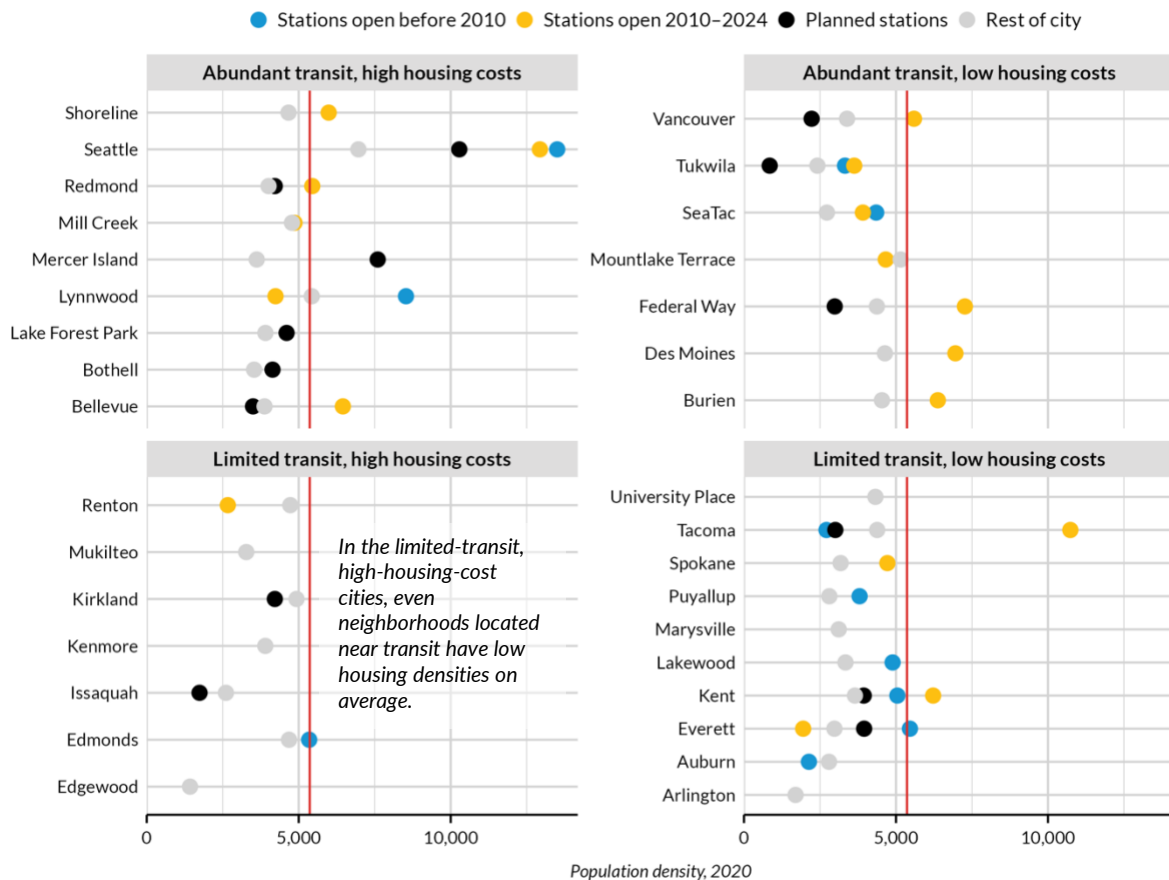 Stations open before 2010 Stations open 2010–2024 Planned stations Rest of city
Abundant transit, high housing costs
Shoreline
Seattle
Redmond
Mill Creek
Mercer Island
Lynnwood
Lake Forest Park
Bothell
Bellevue
Abundant transit, low housing costs
Vancouver
Tukwila
SeaTac
Mountlake Terrace
Federal Way
Des Moines
Burien
Limited transit, high housing costs
Renton
Mukilteo
Kirkland
Kenmore
Issaquah
Edmonds
Edgewood
In the limited-transit,
high-housing-cost
cities, even
neighborhoods located
near transit have low
housing densities on
average.
0 5,000 10,000
Limited transit, low housing costs
University Place
Tacoma
Spokane
Puyallup
Marysville
Lakewood
Kent
Everett
Auburn
Arlington
0 5,000 10,000
Population density, 2020